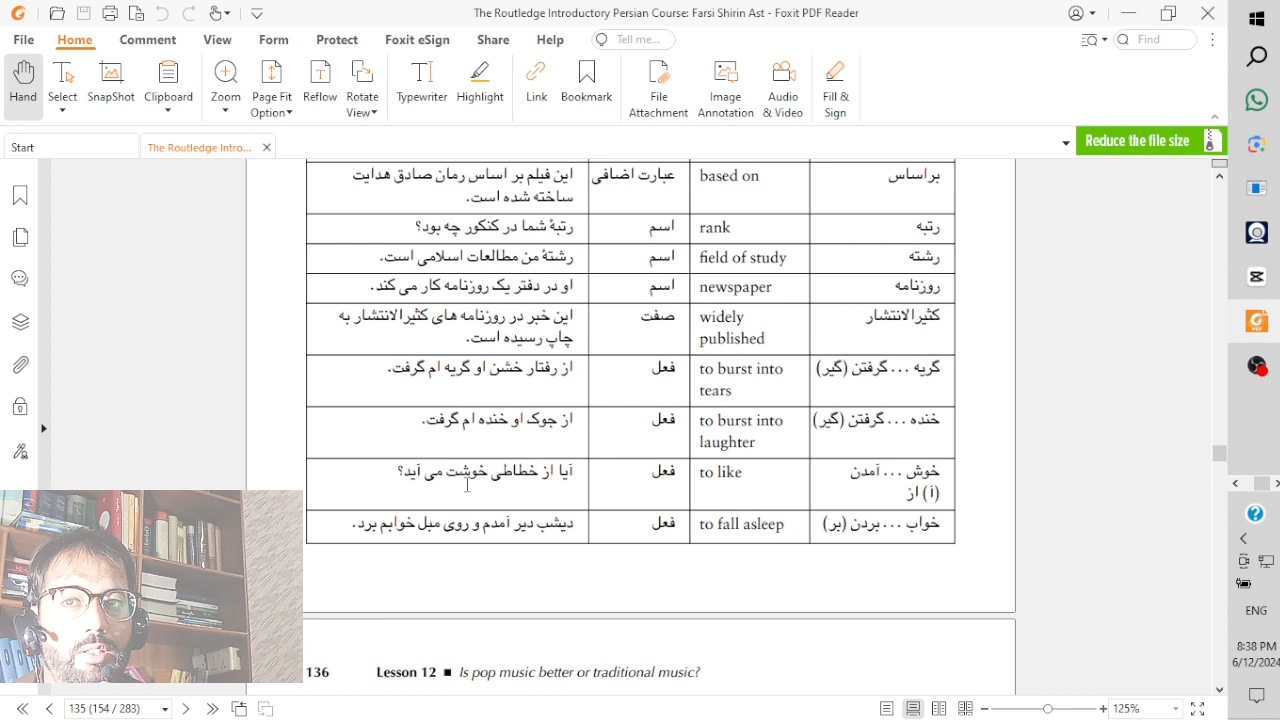 The Routledge Introductory Persian Course: Farsi Shirin Ast - Foxit PDF Reader
File Home Comment View Form Protect Foxit eSign Share Help Tell me... Find
Hand Select SnapShot Clipboard Zoom Page Fit Option Reflow Rotate View Typewriter Highlight Link Bookmark File Attachment Image Annotation Audio & Video Fill & Sign
Start The Routledge Intro... Reduce the file size
براساس based on عبارت اضافی این فیلم بر اساس رمان صادق هدایت
ساخته شده است.
رتبه rank اسم رتبهٔ شما در کنکور چه بود؟
رشته field of study اسم رشتهٔ من مطالعات اسلامی است.
روزنامه newspaper اسم او در دفتر یک روزنامه کار می کند.
کثیرالانتشار widely published صفت این خبر در روزنامه های کثیرالانتشار به
چاپ رسیده است.
گریه ... گرفتن (گیر) to burst into tears فعل از رفتار خشن او گریه ام گرفت.
خنده ... گرفتن (گیر) to burst into laughter فعل از جوک او خنده ام گرفت.
خوش ... آمدن (آ) از to like فعل آیا از خطاطی خوشت می آید؟
خواب ... بردن (بر) to fall asleep فعل دیشب دیر آمدم و روی مبل خوابم برد.
136 Lesson 12 ■ Is pop music better or traditional music?
135 (154 / 283) 125%
ENG
8:38 PM
6/12/2024